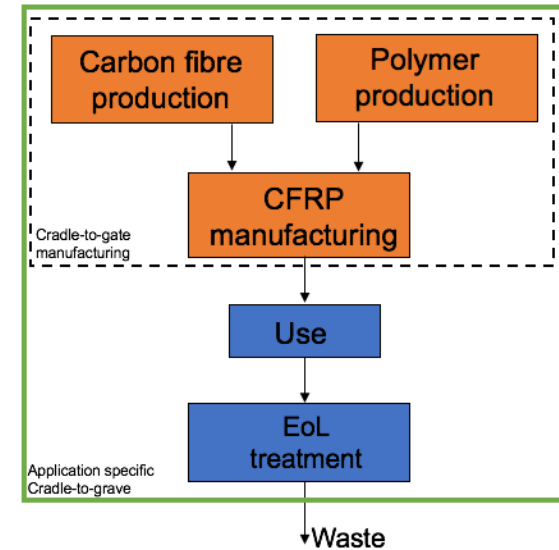 Carbon fibre
production
Polymer
production
CFRP
manufacturing
Cradle-to-gate
manufacturing
Use
EoL
treatment
Application specific
Cradle-to-grave
Waste